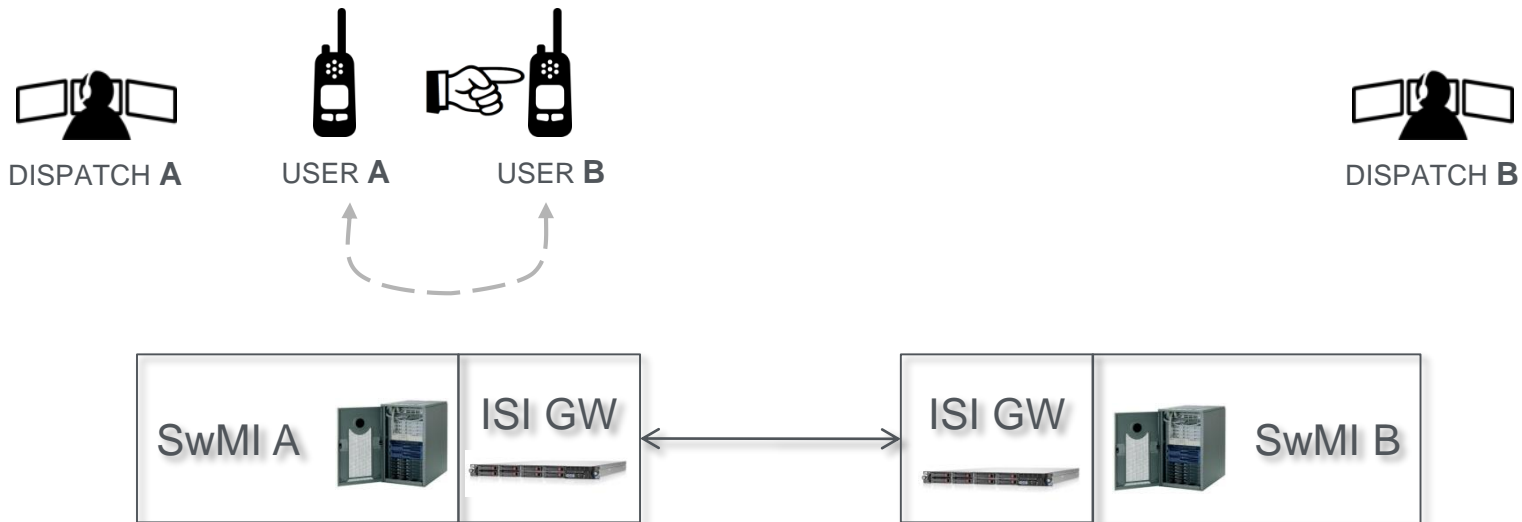 DISPATCH A
USER A
USER B
DISPATCH B
SwMI A
ISI GW
ISI GW
SwMI B